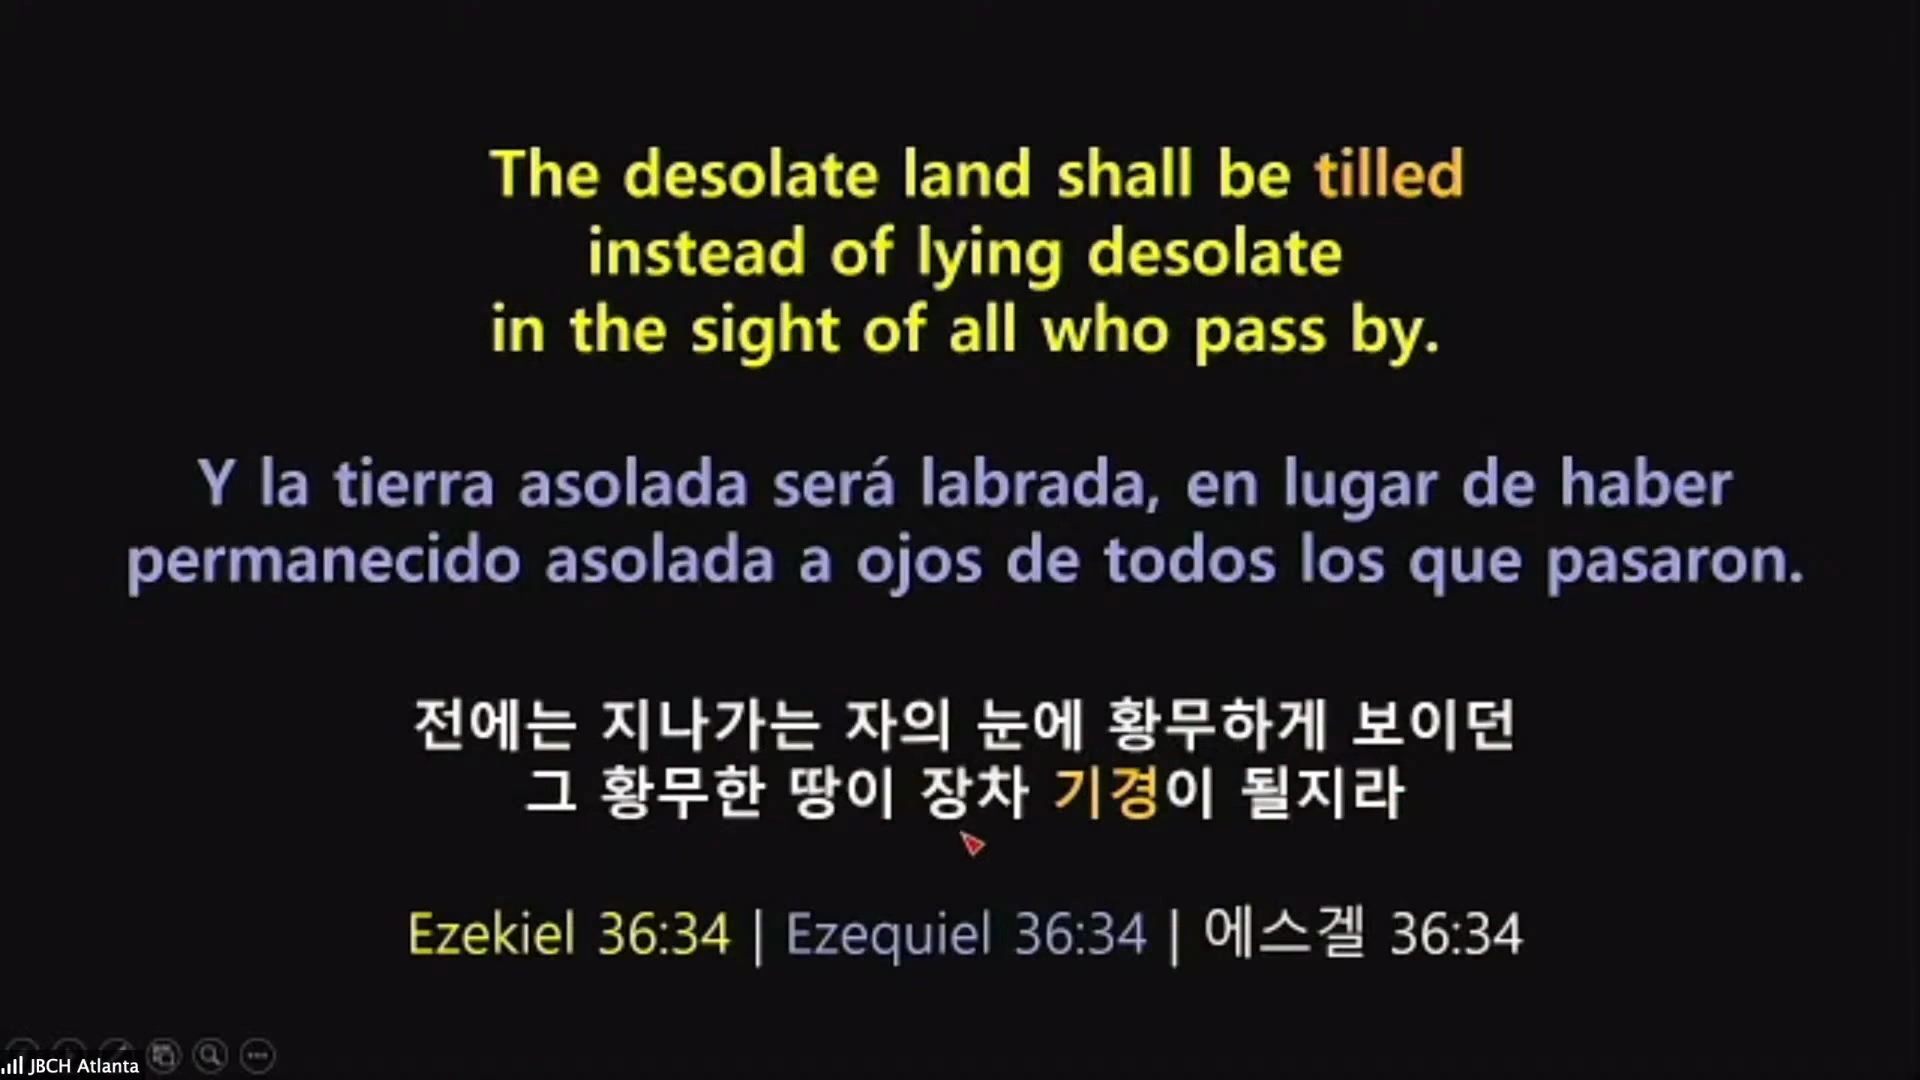 The desolate land shall be tilled
instead of lying desolate
in the sight of all who pass by.
Y la tierra asolada será labrada, en lugar de haber
permanecido asolada a ojos de todos los que pasaron.
전에는 지나가는 자의 눈에 황무하게 보이던
그 황무한 땅이 장차 기경이 될지라
Ezekiel 36:34 | Ezequiel 36:34 | 에스겔 36:34
JBCH Atlanta